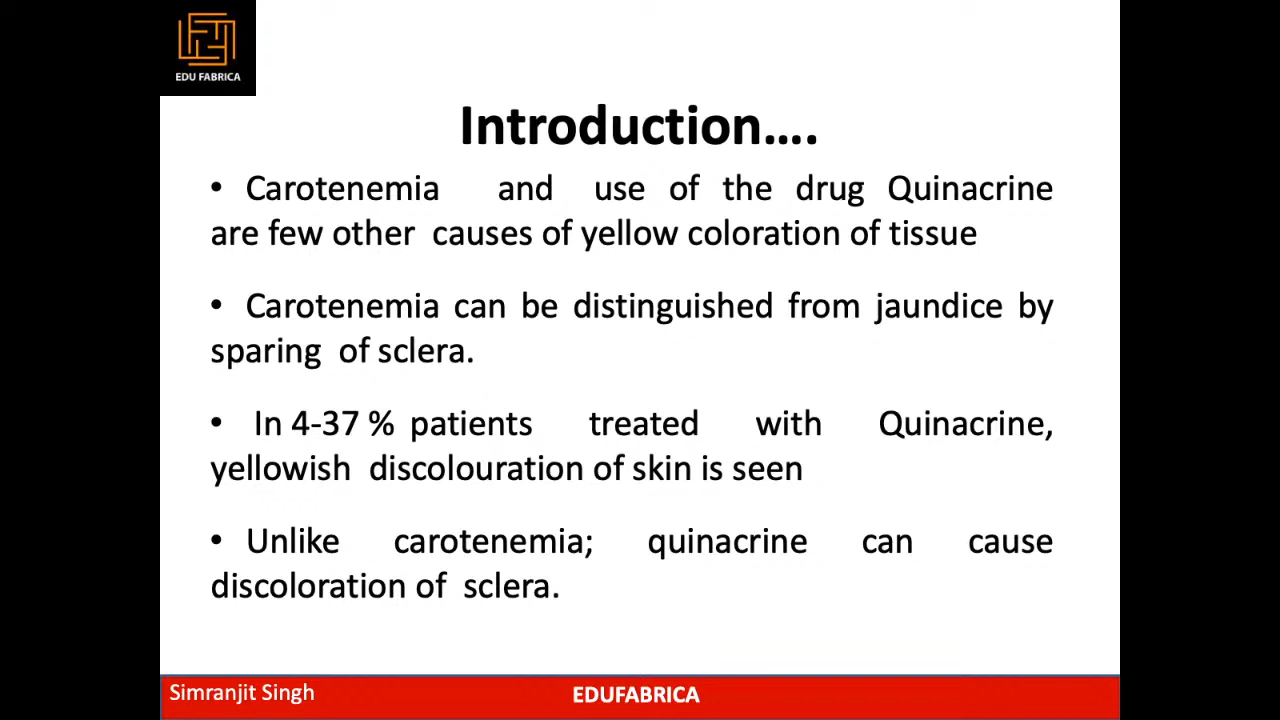 EDU FABRICA
Introduction....
• Carotenemia and use of the drug Quinacrine
are few other causes of yellow coloration of tissue
• Carotenemia can be distinguished from jaundice by
sparing of sclera.
• In 4-37 % patients treated with Quinacrine,
yellowish discolouration of skin is seen
• Unlike carotenemia; quinacrine can cause
discoloration of sclera.
Simranjit Singh
EDUFABRICA